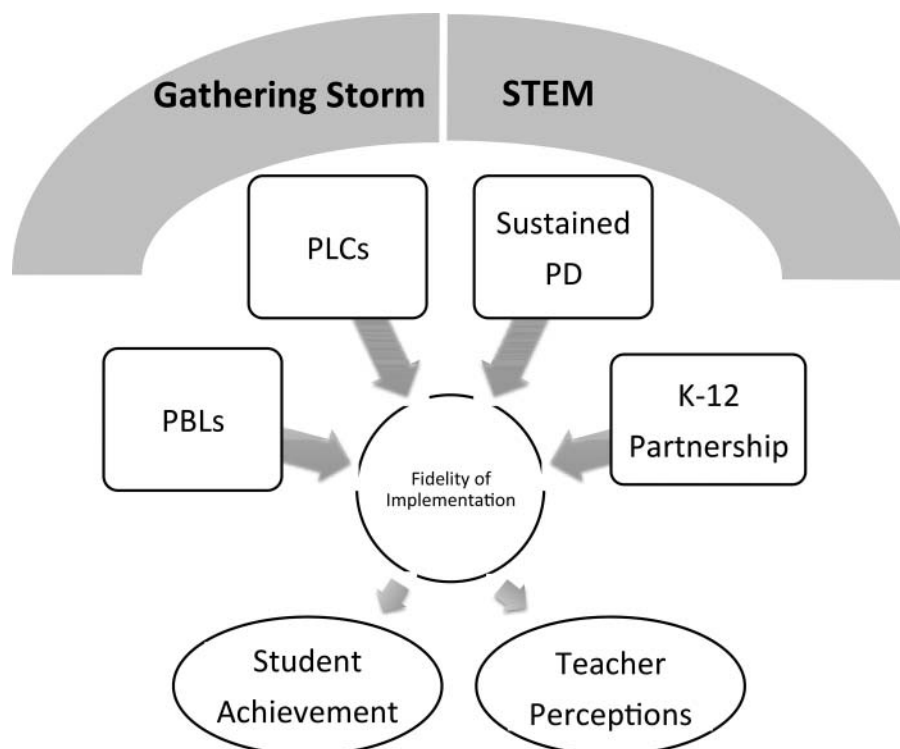 Gathering Storm
STEM
PLCs
Sustained
PD
PBLs
K-12
Partnership
Fidelity of
Implementation
Student
Achievement
Teacher
Perceptions